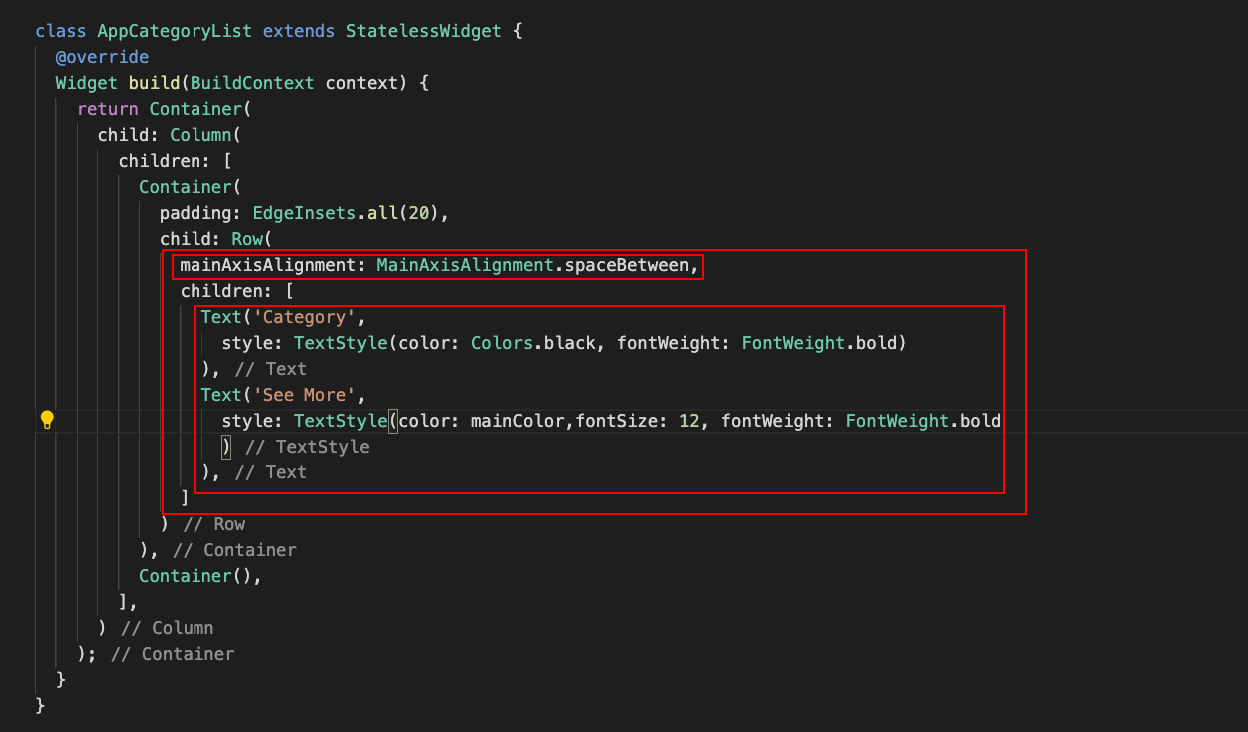 class AppCategoryList extends StatelessWidget {
@override
Widget build(BuildContext context) {
return Container(
child: Column(
children: [
Container(
padding: EdgeInsets.all(20),
child: Row(
mainAxisAlignment: MainAxisAlignment.spaceBetween,
children: [
Text('Category',
style: TextStyle(color: Colors.black, fontWeight: FontWeight.bold)
), // Text
Text('See More',
style: TextStyle(color: mainColor,fontSize: 12, fontWeight: FontWeight.bold
) // TextStyle
), // Text
]
) // Row
), // Container
Container(),
],
) // Column
); // Container
}
}